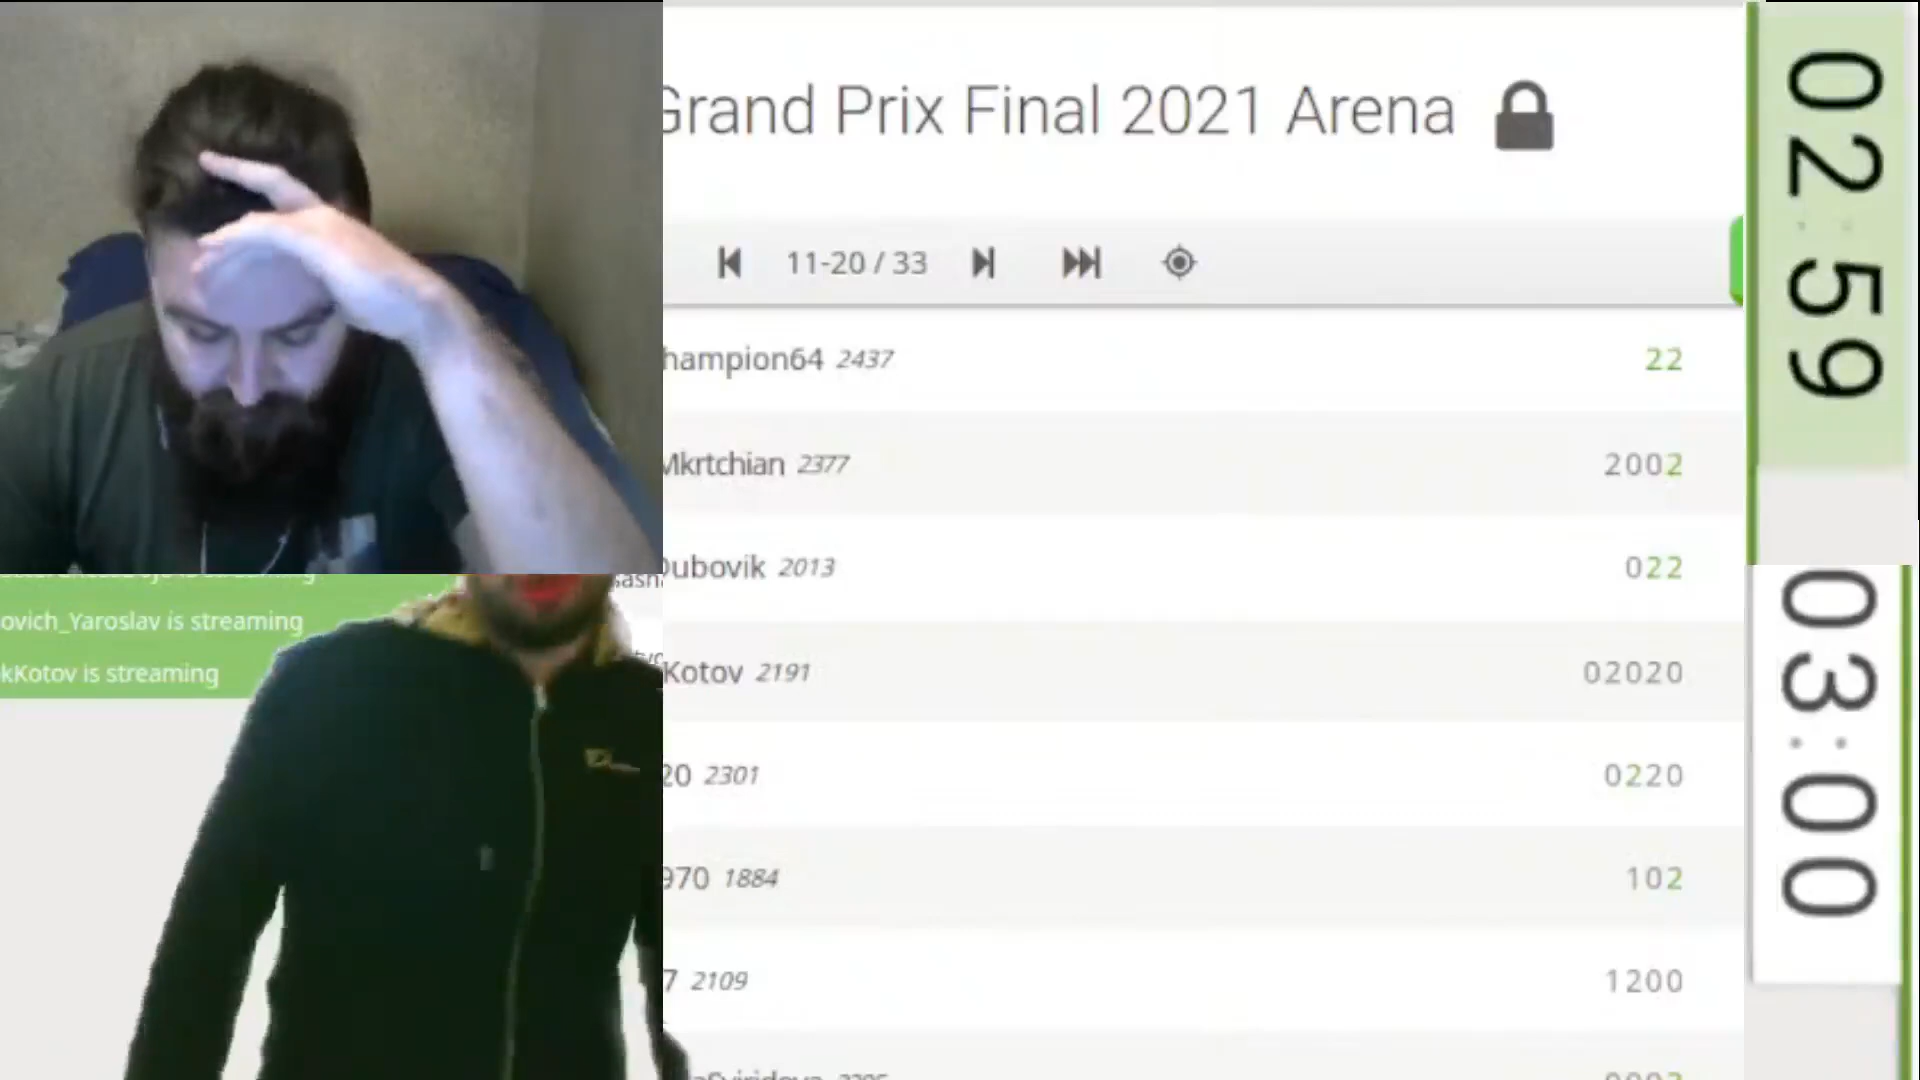 Grand Prix Final 2021 Arena
11-20 / 33
hampion64 2437 22
Mkrtchian 2377 2002
Dubovik 2013 022
Kotov 2191 02020
20 2301 0220
970 1884 102
7 2109 1200
ovich_Yaroslav is streaming
kKotov is streaming
02:59
03:00